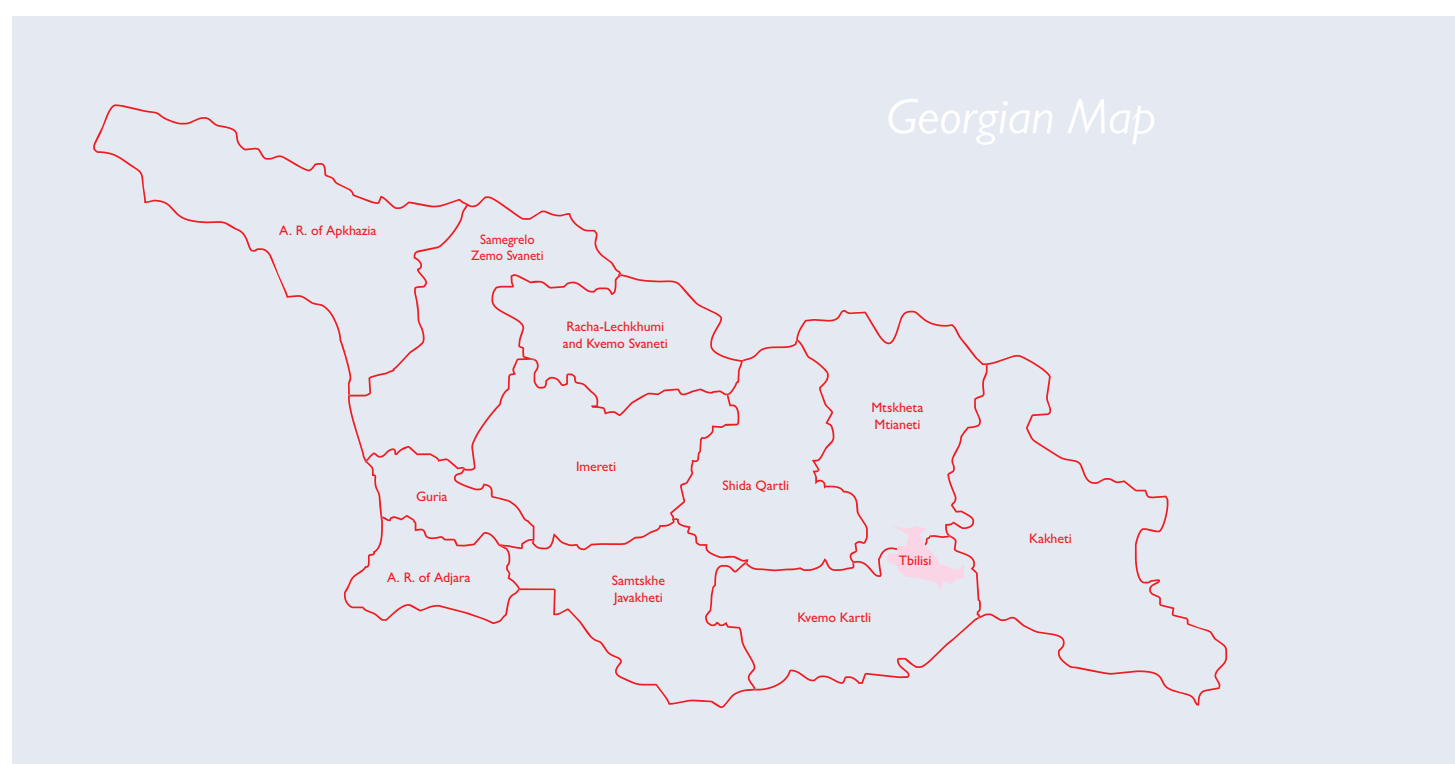 Georgian Map
A. R. of Apkhazia
Samegrelo
Zemo Svaneti
Racha-Lechkhumi
and Kvemo Svaneti
Mtskheta
Mtianeti
Imereti
Shida Qartli
Guria
Kakheti
Tbilisi
A. R. of Adjara
Samtskhe
Javakheti
Kvemo Kartli